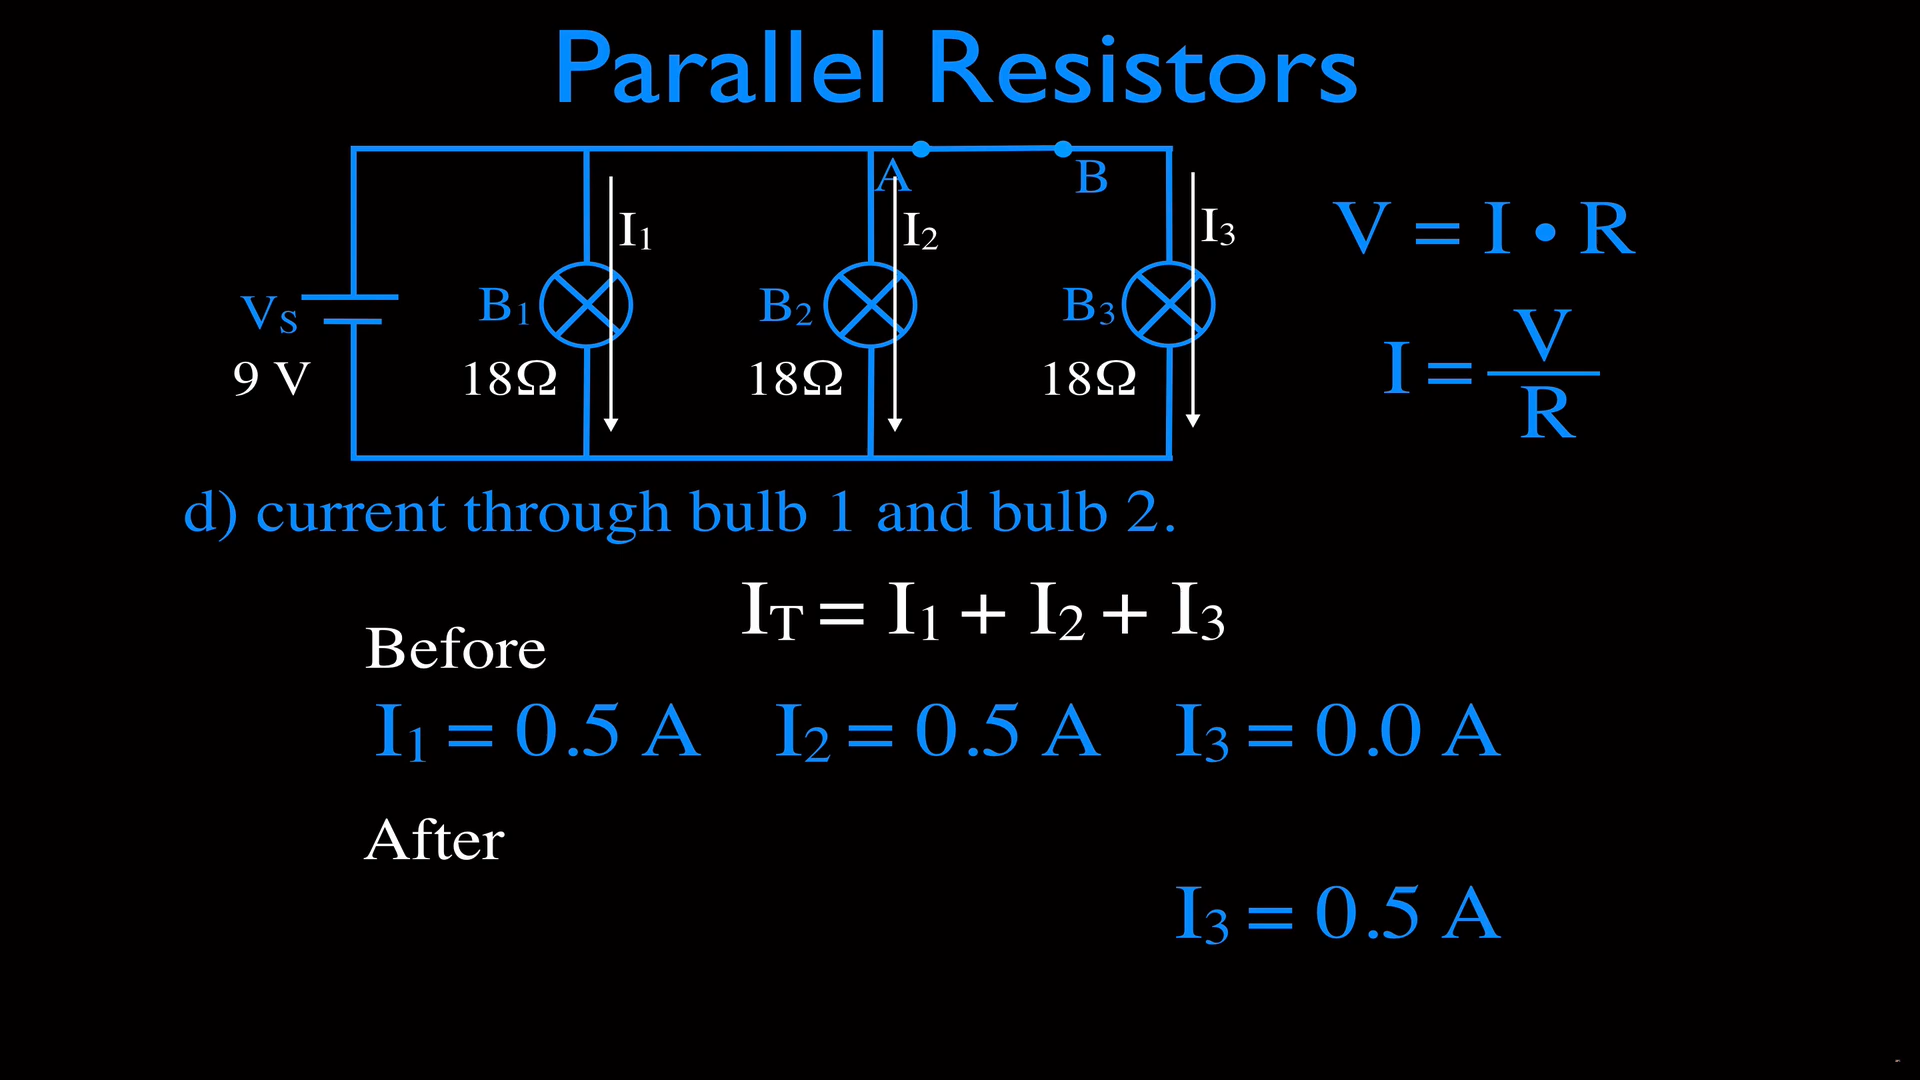 Parallel Resistors
A B
I₁ I₂ I₃
V = I • R
Vs B₁ B₂ B₃
9 V 18Ω 18Ω 18Ω
I = V / R
d) current through bulb 1 and bulb 2.
I_T = I₁ + I₂ + I₃
Before
I₁ = 0.5 A I₂ = 0.5 A I₃ = 0.0 A
After
I₃ = 0.5 A